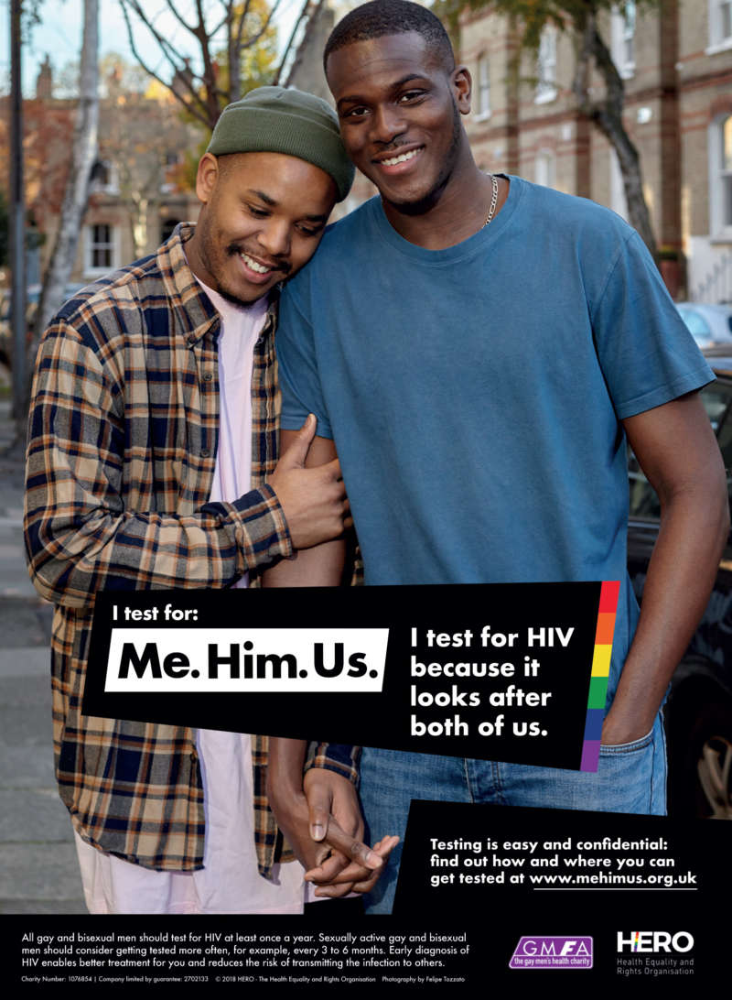 I test for:
Me. Him. Us.
I test for HIV
because it
looks after
both of us.
Testing is easy and confidential:
find out how and where you can
get tested at www.mehimus.org.uk
All gay and bisexual men should test for HIV at least once a year. Sexually active gay and bisexual
men should consider getting tested more often, for example, every 3 to 6 months. Early diagnosis of
HIV enables better treatment for you and reduces the risk of transmitting the infection to others.
Charity Number: 1076854 | Company limited by guarantee: 2702133 © 2018 HERO - The Health Equality and Rights Organisation Photography by Felipe Tozzato
GMFA
the gay men's health charity
HERO
Health Equality and
Rights Organisation